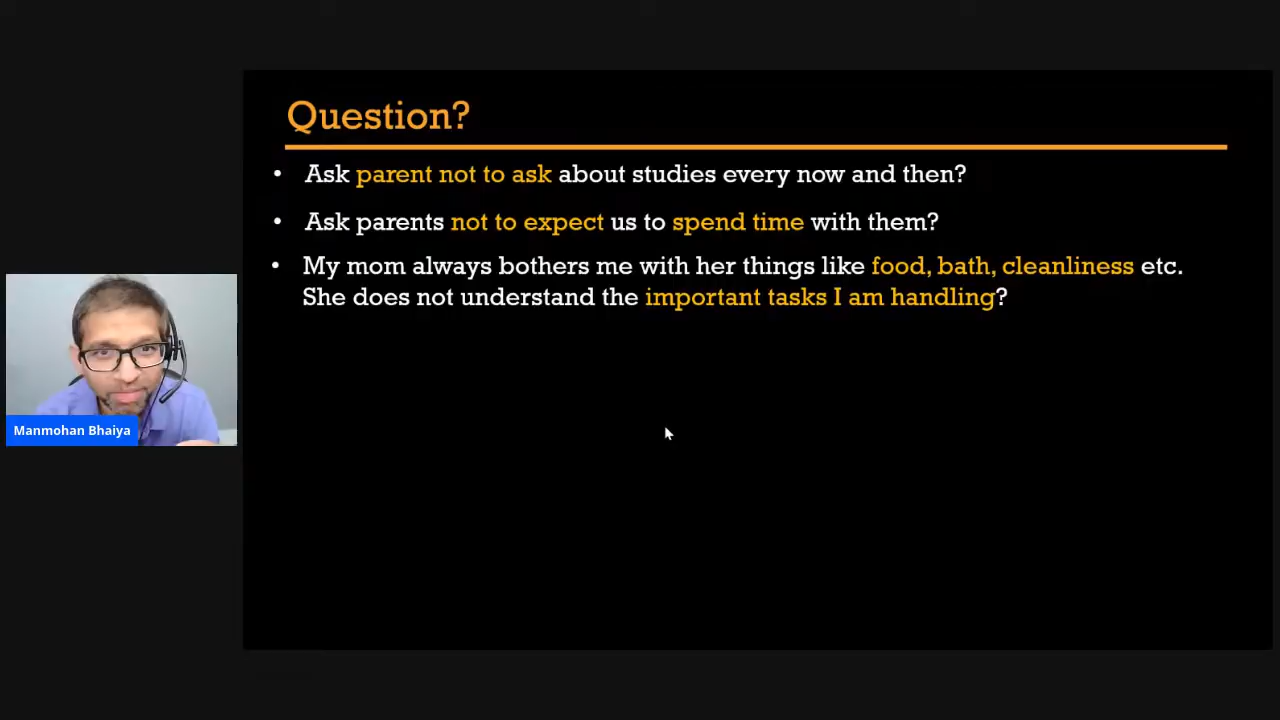 Question?
• Ask parent not to ask about studies every now and then?
• Ask parents not to expect us to spend time with them?
• My mom always bothers me with her things like food, bath, cleanliness etc.
She does not understand the important tasks I am handling?
Manmohan Bhaiya